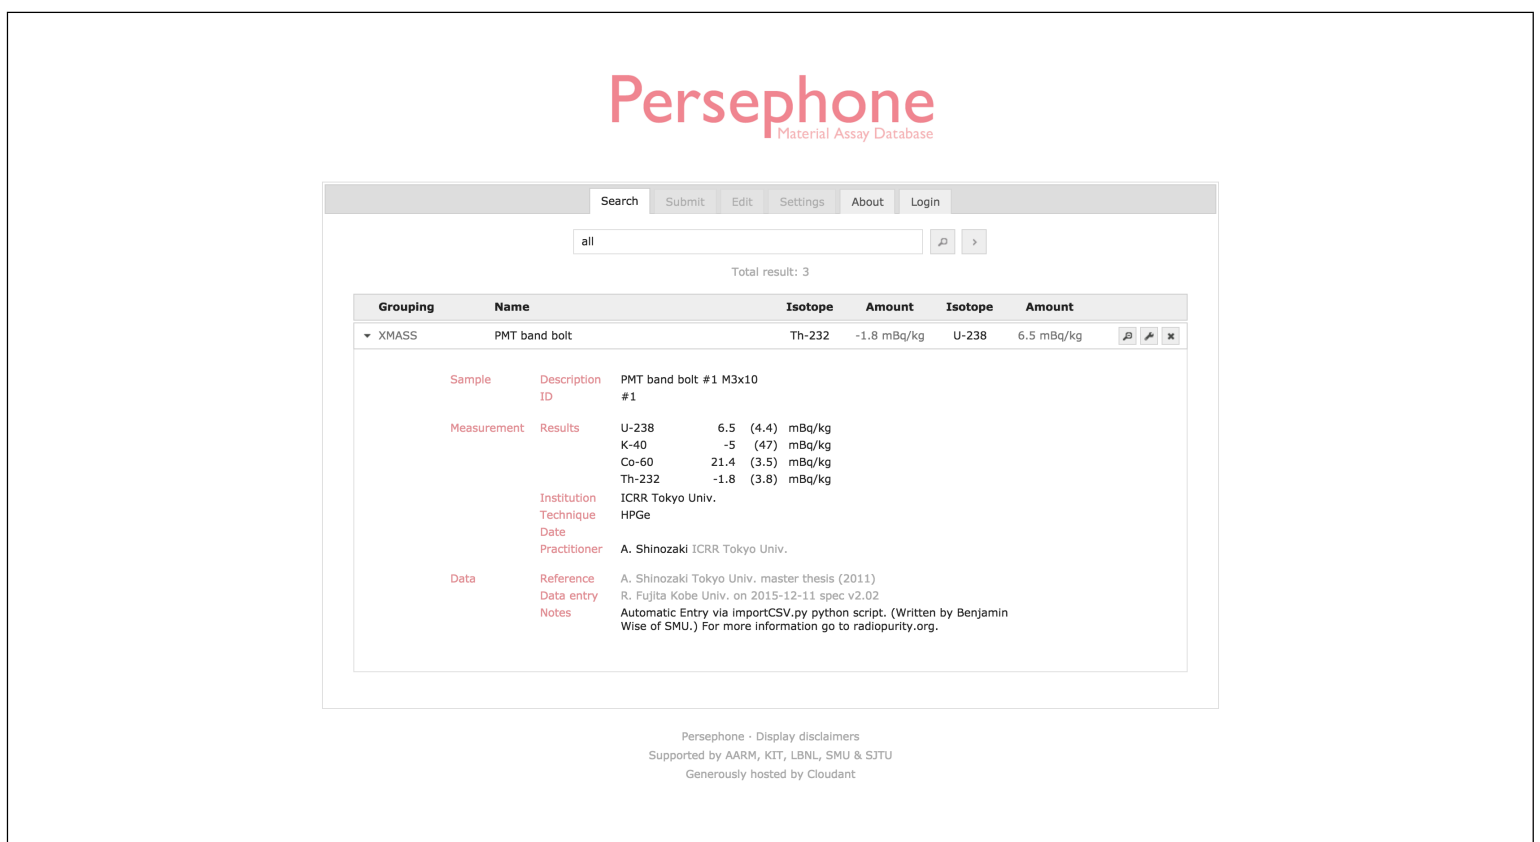 Persephone
Material Assay Database
Search Submit Edit Settings About Login
all
Total result: 3
Grouping Name Isotope Amount Isotope Amount
XMASS PMT band bolt Th-232 -1.8 mBq/kg U-238 6.5 mBq/kg
Sample Description PMT band bolt #1 M3x10
ID #1
Measurement Results U-238 6.5 (4.4) mBq/kg
K-40 -5 (47) mBq/kg
Co-60 21.4 (3.5) mBq/kg
Th-232 -1.8 (3.8) mBq/kg
Institution ICRR Tokyo Univ.
Technique HPGe
Date
Practitioner A. Shinozaki ICRR Tokyo Univ.
Data Reference A. Shinozaki Tokyo Univ. master thesis (2011)
Data entry R. Fujita Kobe Univ. on 2015-12-11 spec v2.02
Notes Automatic Entry via importCSV.py python script. (Written by Benjamin
Wise of SMU.) For more information go to radiopurity.org.
Persephone · Display disclaimers
Supported by AARM, KIT, LBNL, SMU & SJTU
Generously hosted by Cloudant